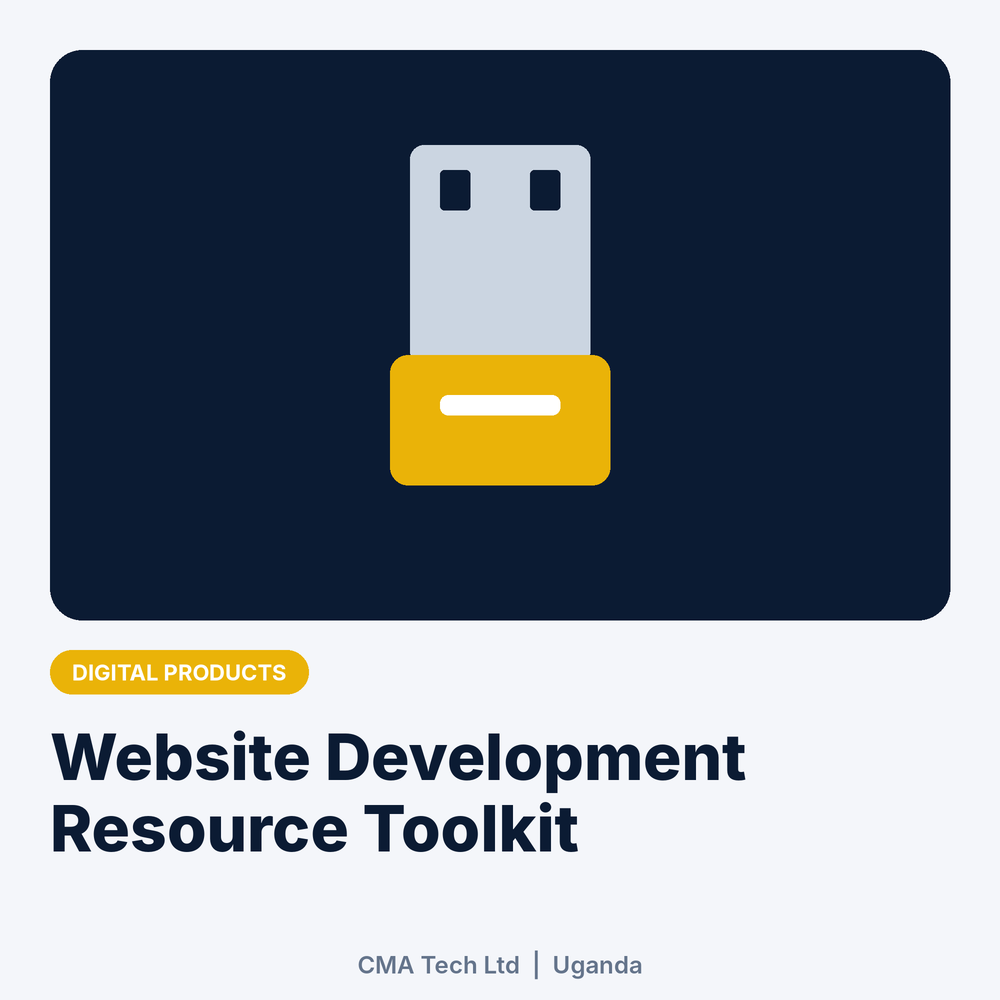 DIGITAL PRODUCTS
Website Development
Resource Toolkit
CMA Tech Ltd | Uganda